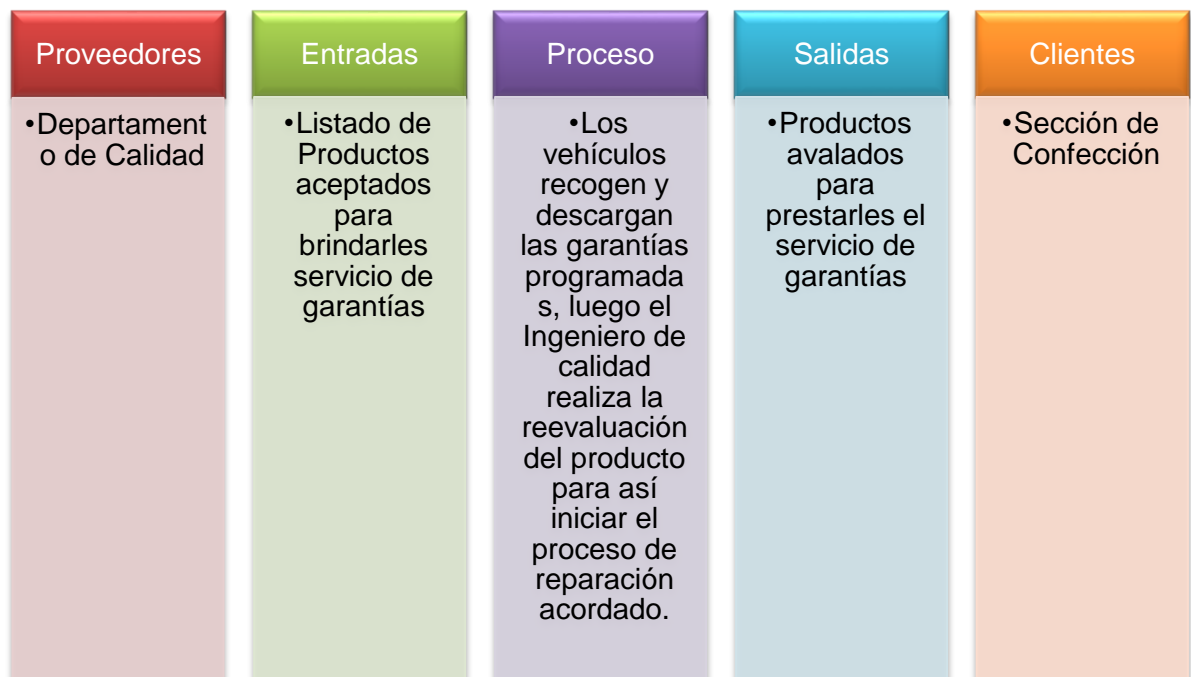 Proveedores
•Departament
o de Calidad
Entradas
•Listado de
Productos
aceptados
para
brindarles
servicio de
garantías
Proceso
•Los
vehículos
recogen y
descargan
las garantías
programada
s, luego el
Ingeniero de
calidad
realiza la
reevaluación
del producto
para así
iniciar el
proceso de
reparación
acordado.
Salidas
•Productos
avalados
para
prestarles el
servicio de
garantías
Clientes
•Sección de
Confección